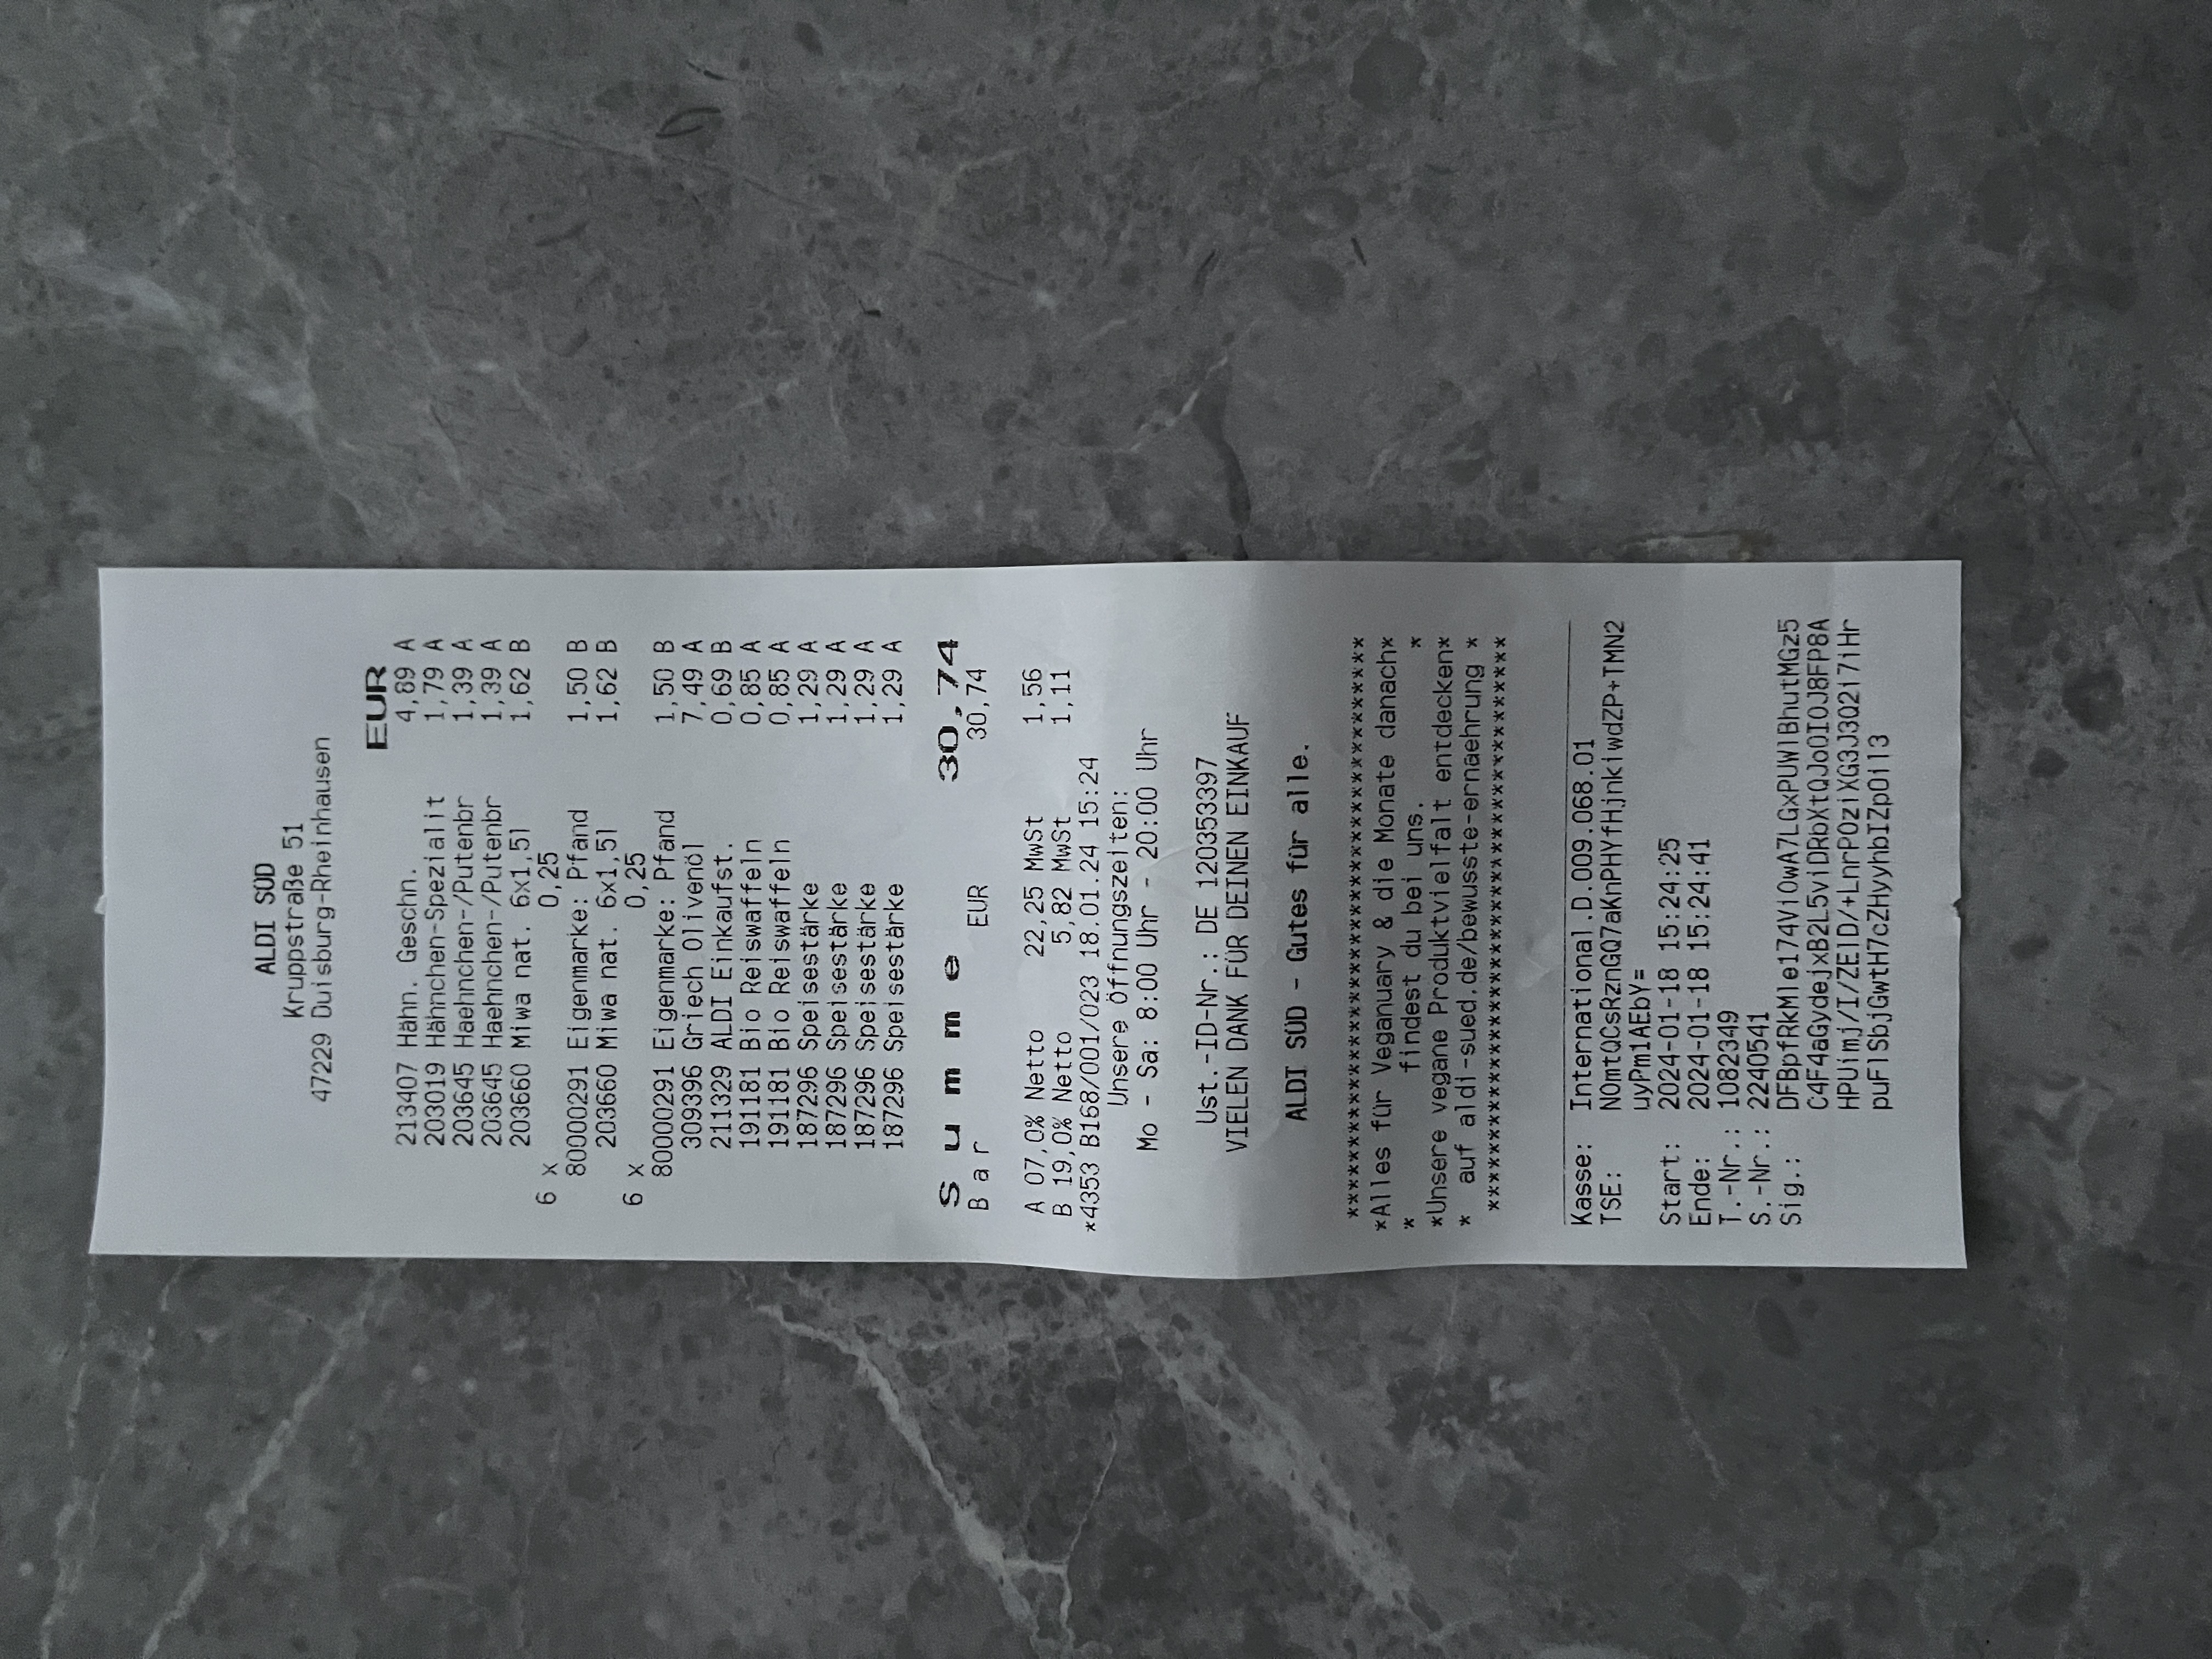 ALDI SÜD
Kruppstraße 51
47229 Duisburg-Rheinhausen
EUR
213407 Hähn. Geschn. 4,89 A
203019 Hähnchen-Spezialit 1,79 A
203645 Haehnchen-/Putenbr 1,39 A
203645 Haehnchen-/Putenbr 1,39 A
203660 Miwa nat. 6x1,5l 1,62 B
6 x 0,25
80000291 Eigenmarke: Pfand 1,50 B
203660 Miwa nat. 6x1,5l 1,62 B
6 x 0,25
80000291 Eigenmarke: Pfand 1,50 B
309396 Griech Olivenöl 7,49 A
211329 ALDI Einkaufst. 0,69 B
191181 Bio Reiswaffeln 0,85 A
191181 Bio Reiswaffeln 0,85 A
187296 Speisestärke 1,29 A
187296 Speisestärke 1,29 A
187296 Speisestärke 1,29 A
187296 Speisestärke 1,29 A
Summe 30,74
Bar EUR 30,74
A 07,0% Netto 22,25 MwSt 1,56
B 19,0% Netto 5,82 MwSt 1,11
*4353 B168/001/023 18.01.24 15:24
Unsere Öffnungszeiten:
Mo - Sa: 8:00 Uhr - 20:00 Uhr
Ust.-ID-Nr.: DE 120353397
VIELEN DANK FÜR DEINEN EINKAUF
ALDI SÜD - Gutes für alle.
****************************************
*Alles für Veganuary & die Monate danach*
* findest du bei uns. *
*Unsere vegane Produktvielfalt entdecken*
* auf aldi-sued.de/bewusste-ernaehrung *
****************************************
Kasse: International.D.009.068.01
TSE: NOmtQCsRznGQ7aKnPHYfHjnkiwdZP+TMN2
uyPm1AEbY=
Start: 2024-01-18 15:24:25
Ende: 2024-01-18 15:24:41
T.-Nr.: 1082349
S.-Nr.: 2240541
Sig.: DFBpfRkMle174ViOwA7LGxPUWlBhutMGz5
C4F4aGydejxB2L5viDRbXtQJoOIOJ8FP8A
HPUimj/I/ZElD/+LnrPOziXG3J3Q2i7iHr
puFlSbjGwtH7cZHyyhbIZpOil3